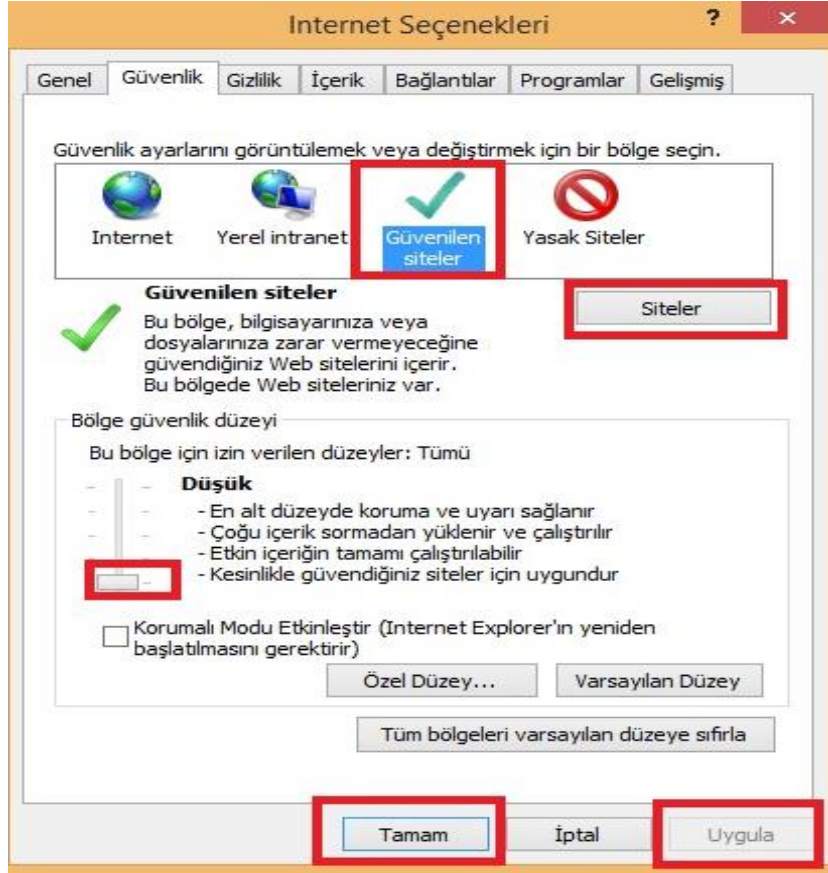 Internet Seçenekleri
?
×
Genel Güvenlik Gizlilik İçerik Bağlantılar Programlar Gelişmiş
Güvenlik ayarlarını görüntülemek veya değiştirmek için bir bölge seçin.
Internet Yerel intranet Güvenilen siteler Yasak Siteler
Güvenilen siteler
Siteler
Bu bölge, bilgisayarınıza veya
dosyalarınıza zarar vermeyeceğine
güvendiğiniz Web sitelerini içerir.
Bu bölgede Web siteleriniz var.
Bölge güvenlik düzeyi
Bu bölge için izin verilen düzeyler: Tümü
Düşük
- En alt düzeyde koruma ve uyarı sağlanır
- Çoğu içerik sormadan yüklenir ve çalıştırılır
- Etkin içeriğin tamamı çalıştırılabilir
- Kesinlikle güvendiğiniz siteler için uygundur
Korumalı Modu Etkinleştir (Internet Explorer'ın yeniden
başlatılmasını gerektirir)
Özel Düzey... Varsayılan Düzey
Tüm bölgeleri varsayılan düzeye sıfırla
Tamam İptal Uygula